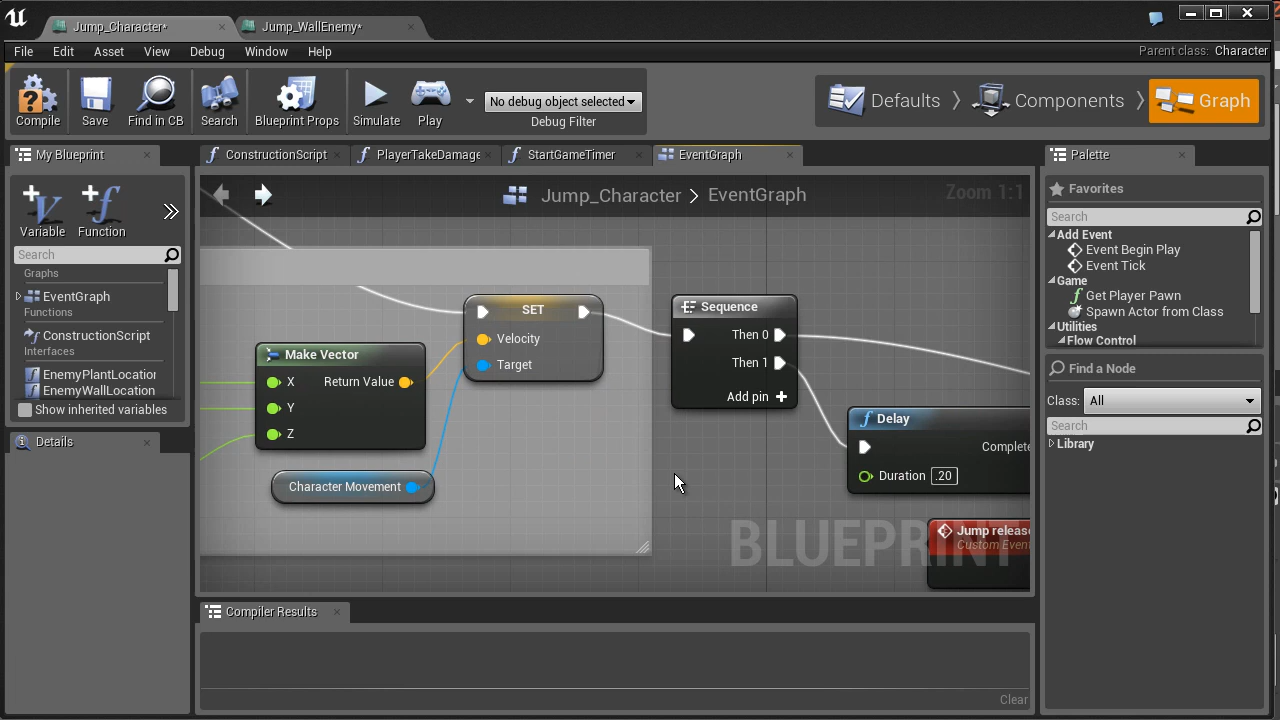 Jump_Character*
Jump_WallEnemy*
File Edit Asset View Debug Window Help
Parent class: Character
Compile
Save
Find in CB
Search
Blueprint Props
Simulate
Play
No debug object selected
Debug Filter
Defaults
Components
Graph
My Blueprint
ConstructionScript
PlayerTakeDamage
StartGameTimer
EventGraph
Palette
Variable
Function
Search
Graphs
EventGraph
Functions
ConstructionScript
Interfaces
EnemyPlantLocation
EnemyWallLocation
Show inherited variables
Details
Jump_Character > EventGraph
Zoom 1:1
SET
Velocity
Target
Make Vector
X Return Value
Y
Z
Character Movement
Sequence
Then 0
Then 1
Add pin
Delay
Complete
Duration .20
Jump release
Custom Event
BLUEPRINT
Compiler Results
Clear
Favorites
Search
Add Event
Event Begin Play
Event Tick
Game
Get Player Pawn
Spawn Actor from Class
Utilities
Flow Control
Find a Node
Class: All
Search
Library